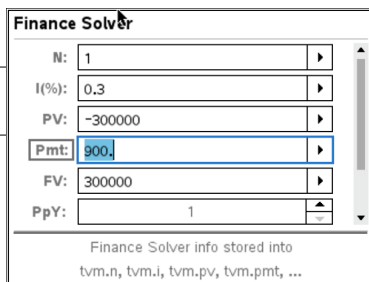 Finance Solver
N: 1
I(%): 0.3
PV: -300000
Pmt: 900.
FV: 300000
PpY: 1
Finance Solver info stored into
tvm.n, tvm.i, tvm.pv, tvm.pmt, ...